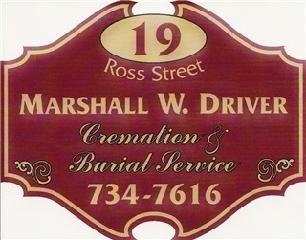 19
Ross Street
MARSHALL W. DRIVER
Cremation &
Burial Service
734-7616